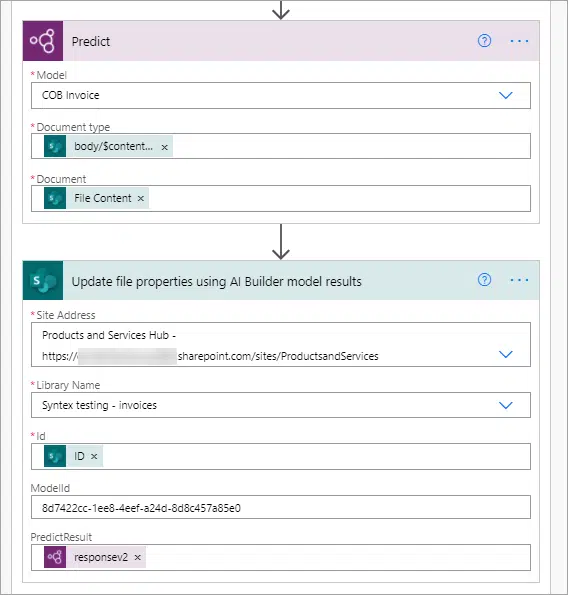 Predict
? ...
*Model
COB Invoice
*Document type
body/$content... ×
*Document
File Content ×
Update file properties using AI Builder model results
? ...
*Site Address
Products and Services Hub -
https:// sharepoint.com/sites/ProductsandServices
*Library Name
Syntex testing - invoices
*Id
ID ×
ModelId
8d7422cc-1ee8-4eef-a24d-8d8c457a85e0
PredictResult
responsev2 ×